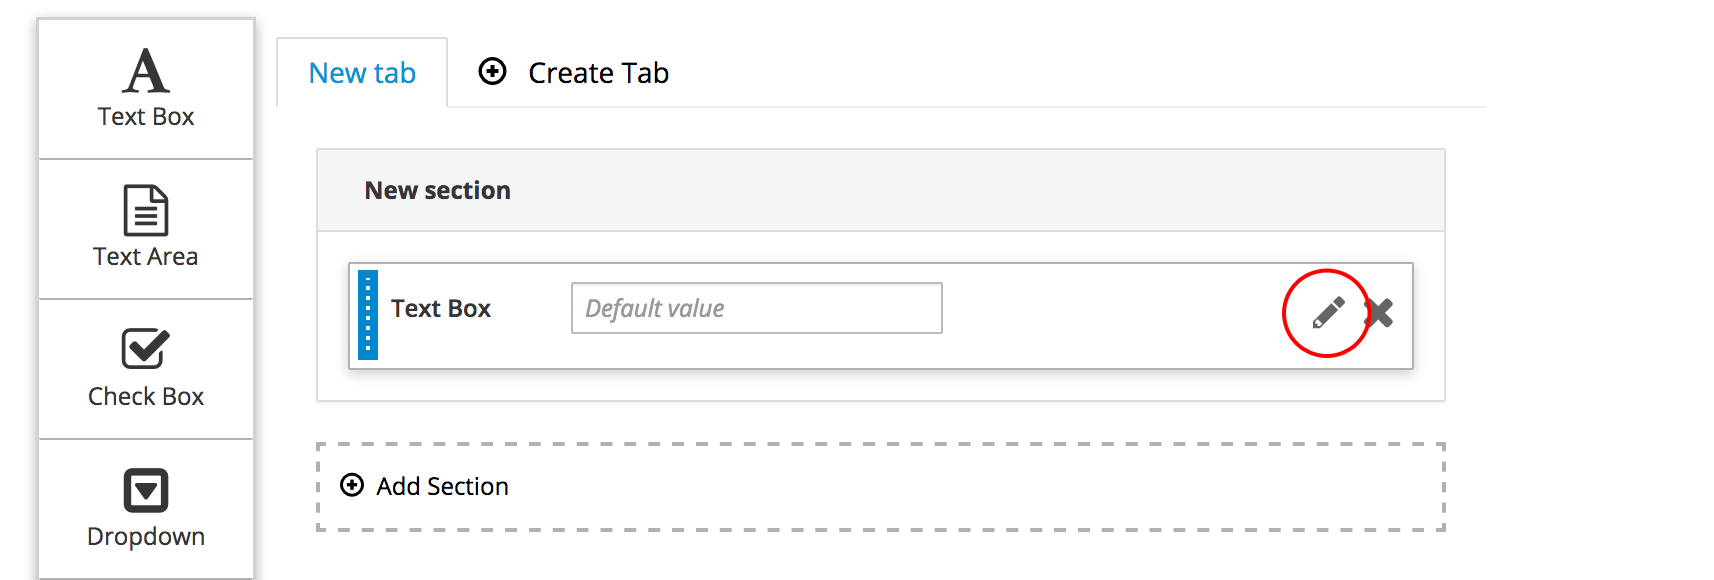 Text Box
Text Area
Check Box
Dropdown
New tab
Create Tab
New section
Text Box
Default value
Add Section